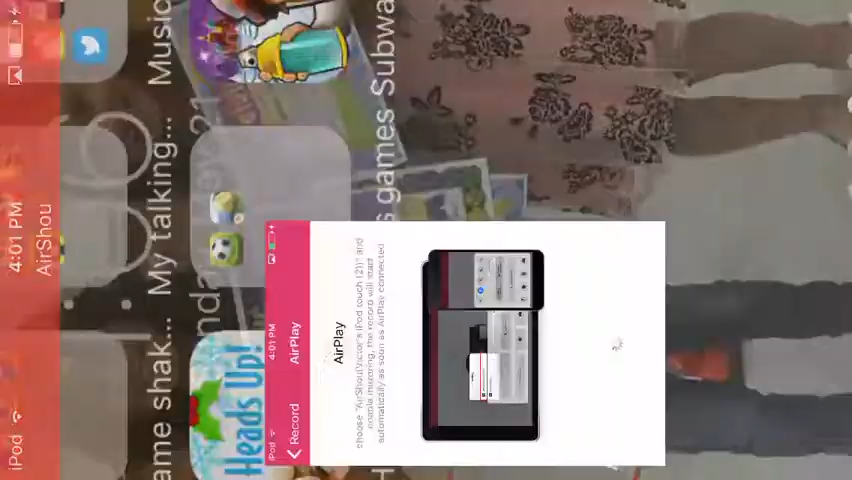 iPod
4:01 PM
AirShou
ame shak...
My talking...
Music
Heads Up!
games
Subwa
iPod
4:01 PM
Record
AirPlay
AirPlay
choose "AirShou(Victor's iPod touch (2))" and
enable mirroring, the record will start
automatically as soon as AirPlay connected